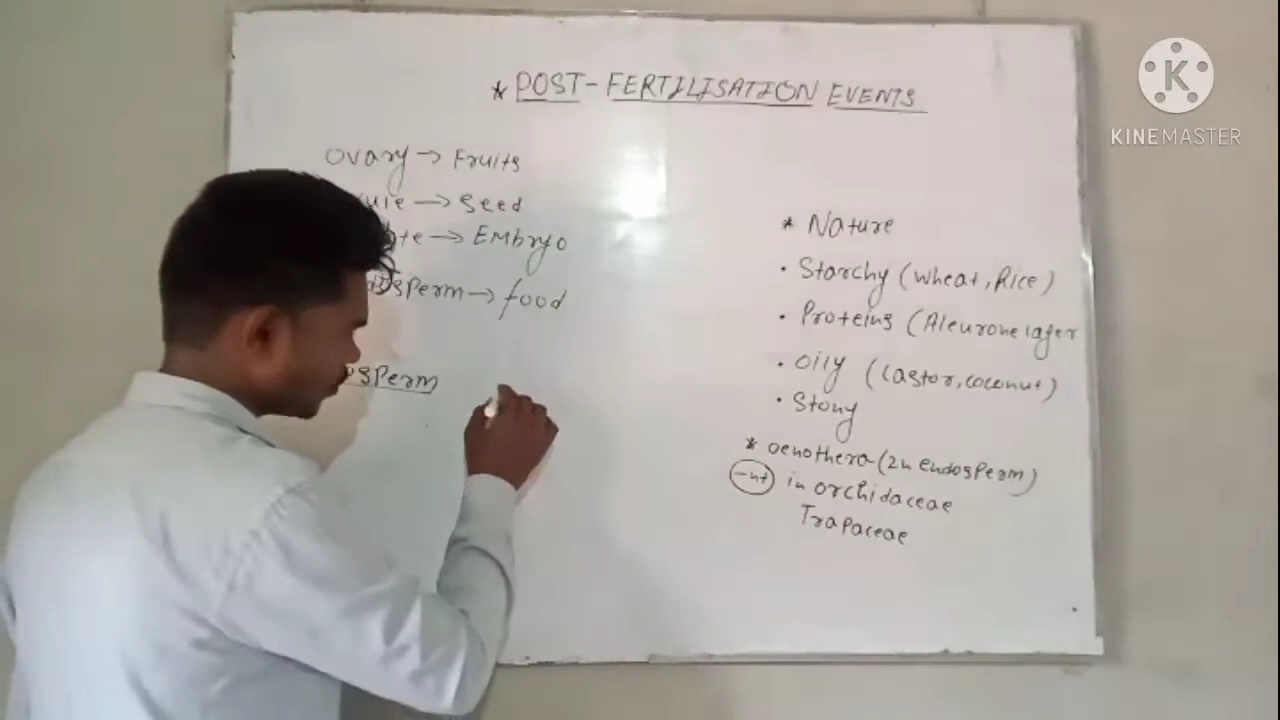 * POST-FERTILISATION EVENTS
KINEMASTER
Ovary → Fruits
→ Seed
→ Embryo
→ food
* Nature
• Starchy (wheat, Rice)
• Proteins (Aleurone layer
• oily (castor, coconut)
• Stony
* oenothera (2n endosperm)
in orchidaceae
Trapaceae